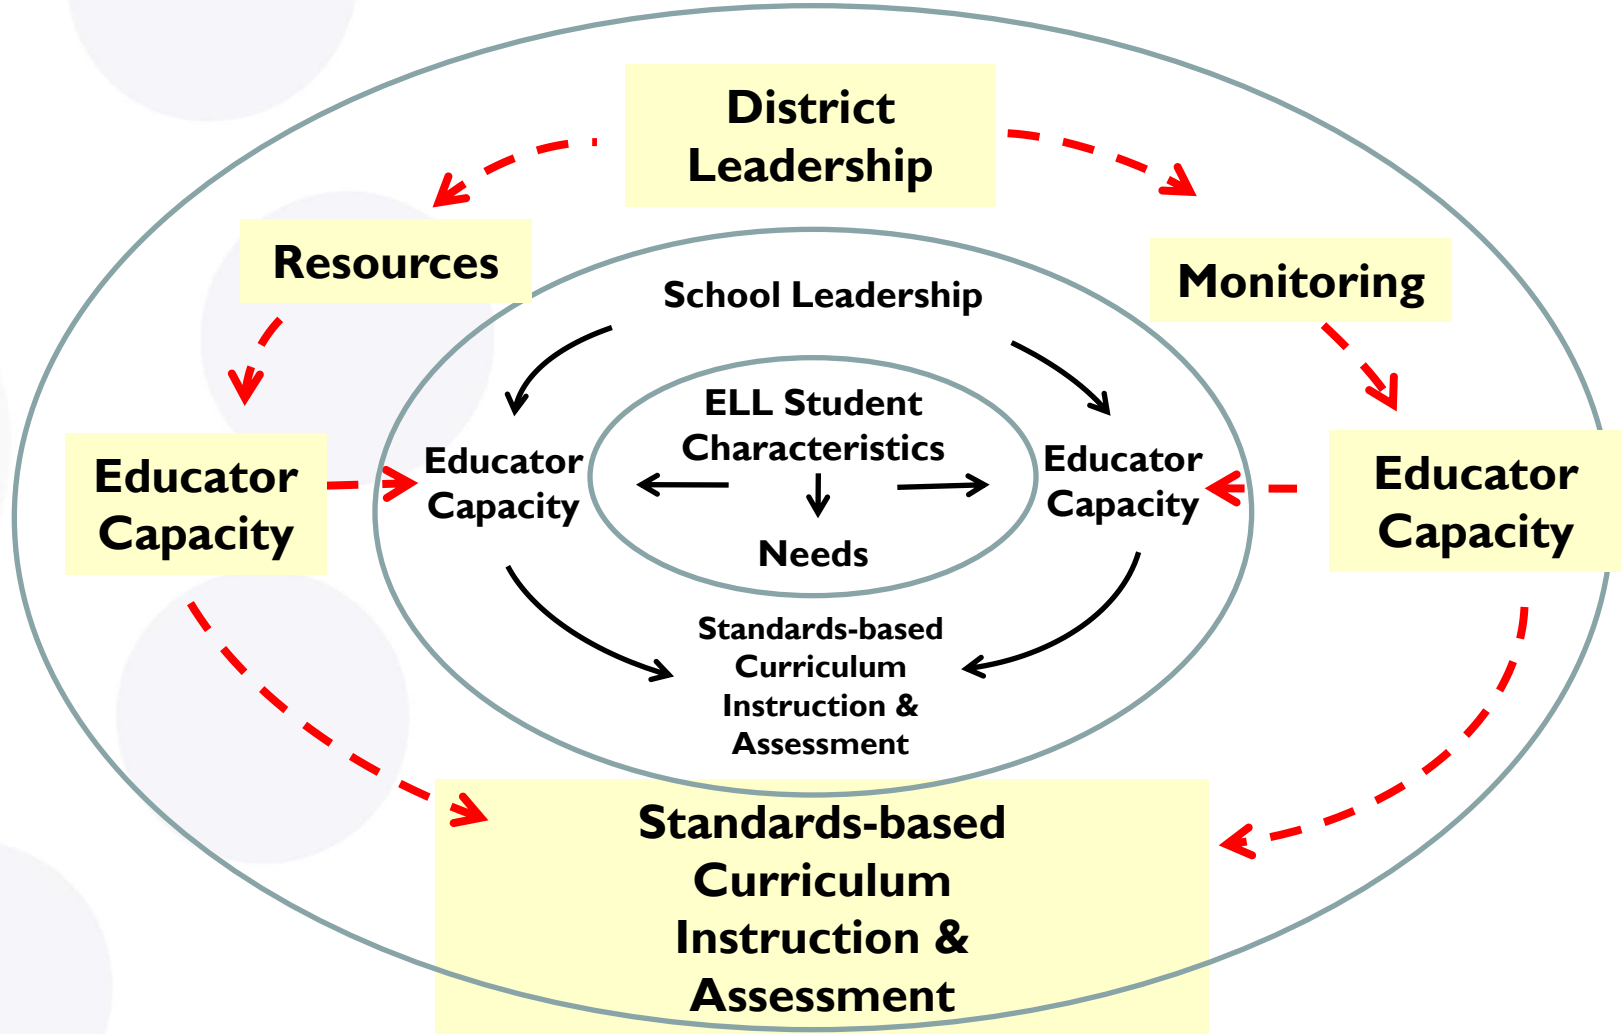 District
Leadership
Resources
Monitoring
School Leadership
ELL Student
Characteristics
Needs
Educator
Capacity
Educator
Capacity
Educator
Capacity
Educator
Capacity
Standards-based
Curriculum
Instruction &
Assessment
Standards-based
Curriculum
Instruction &
Assessment